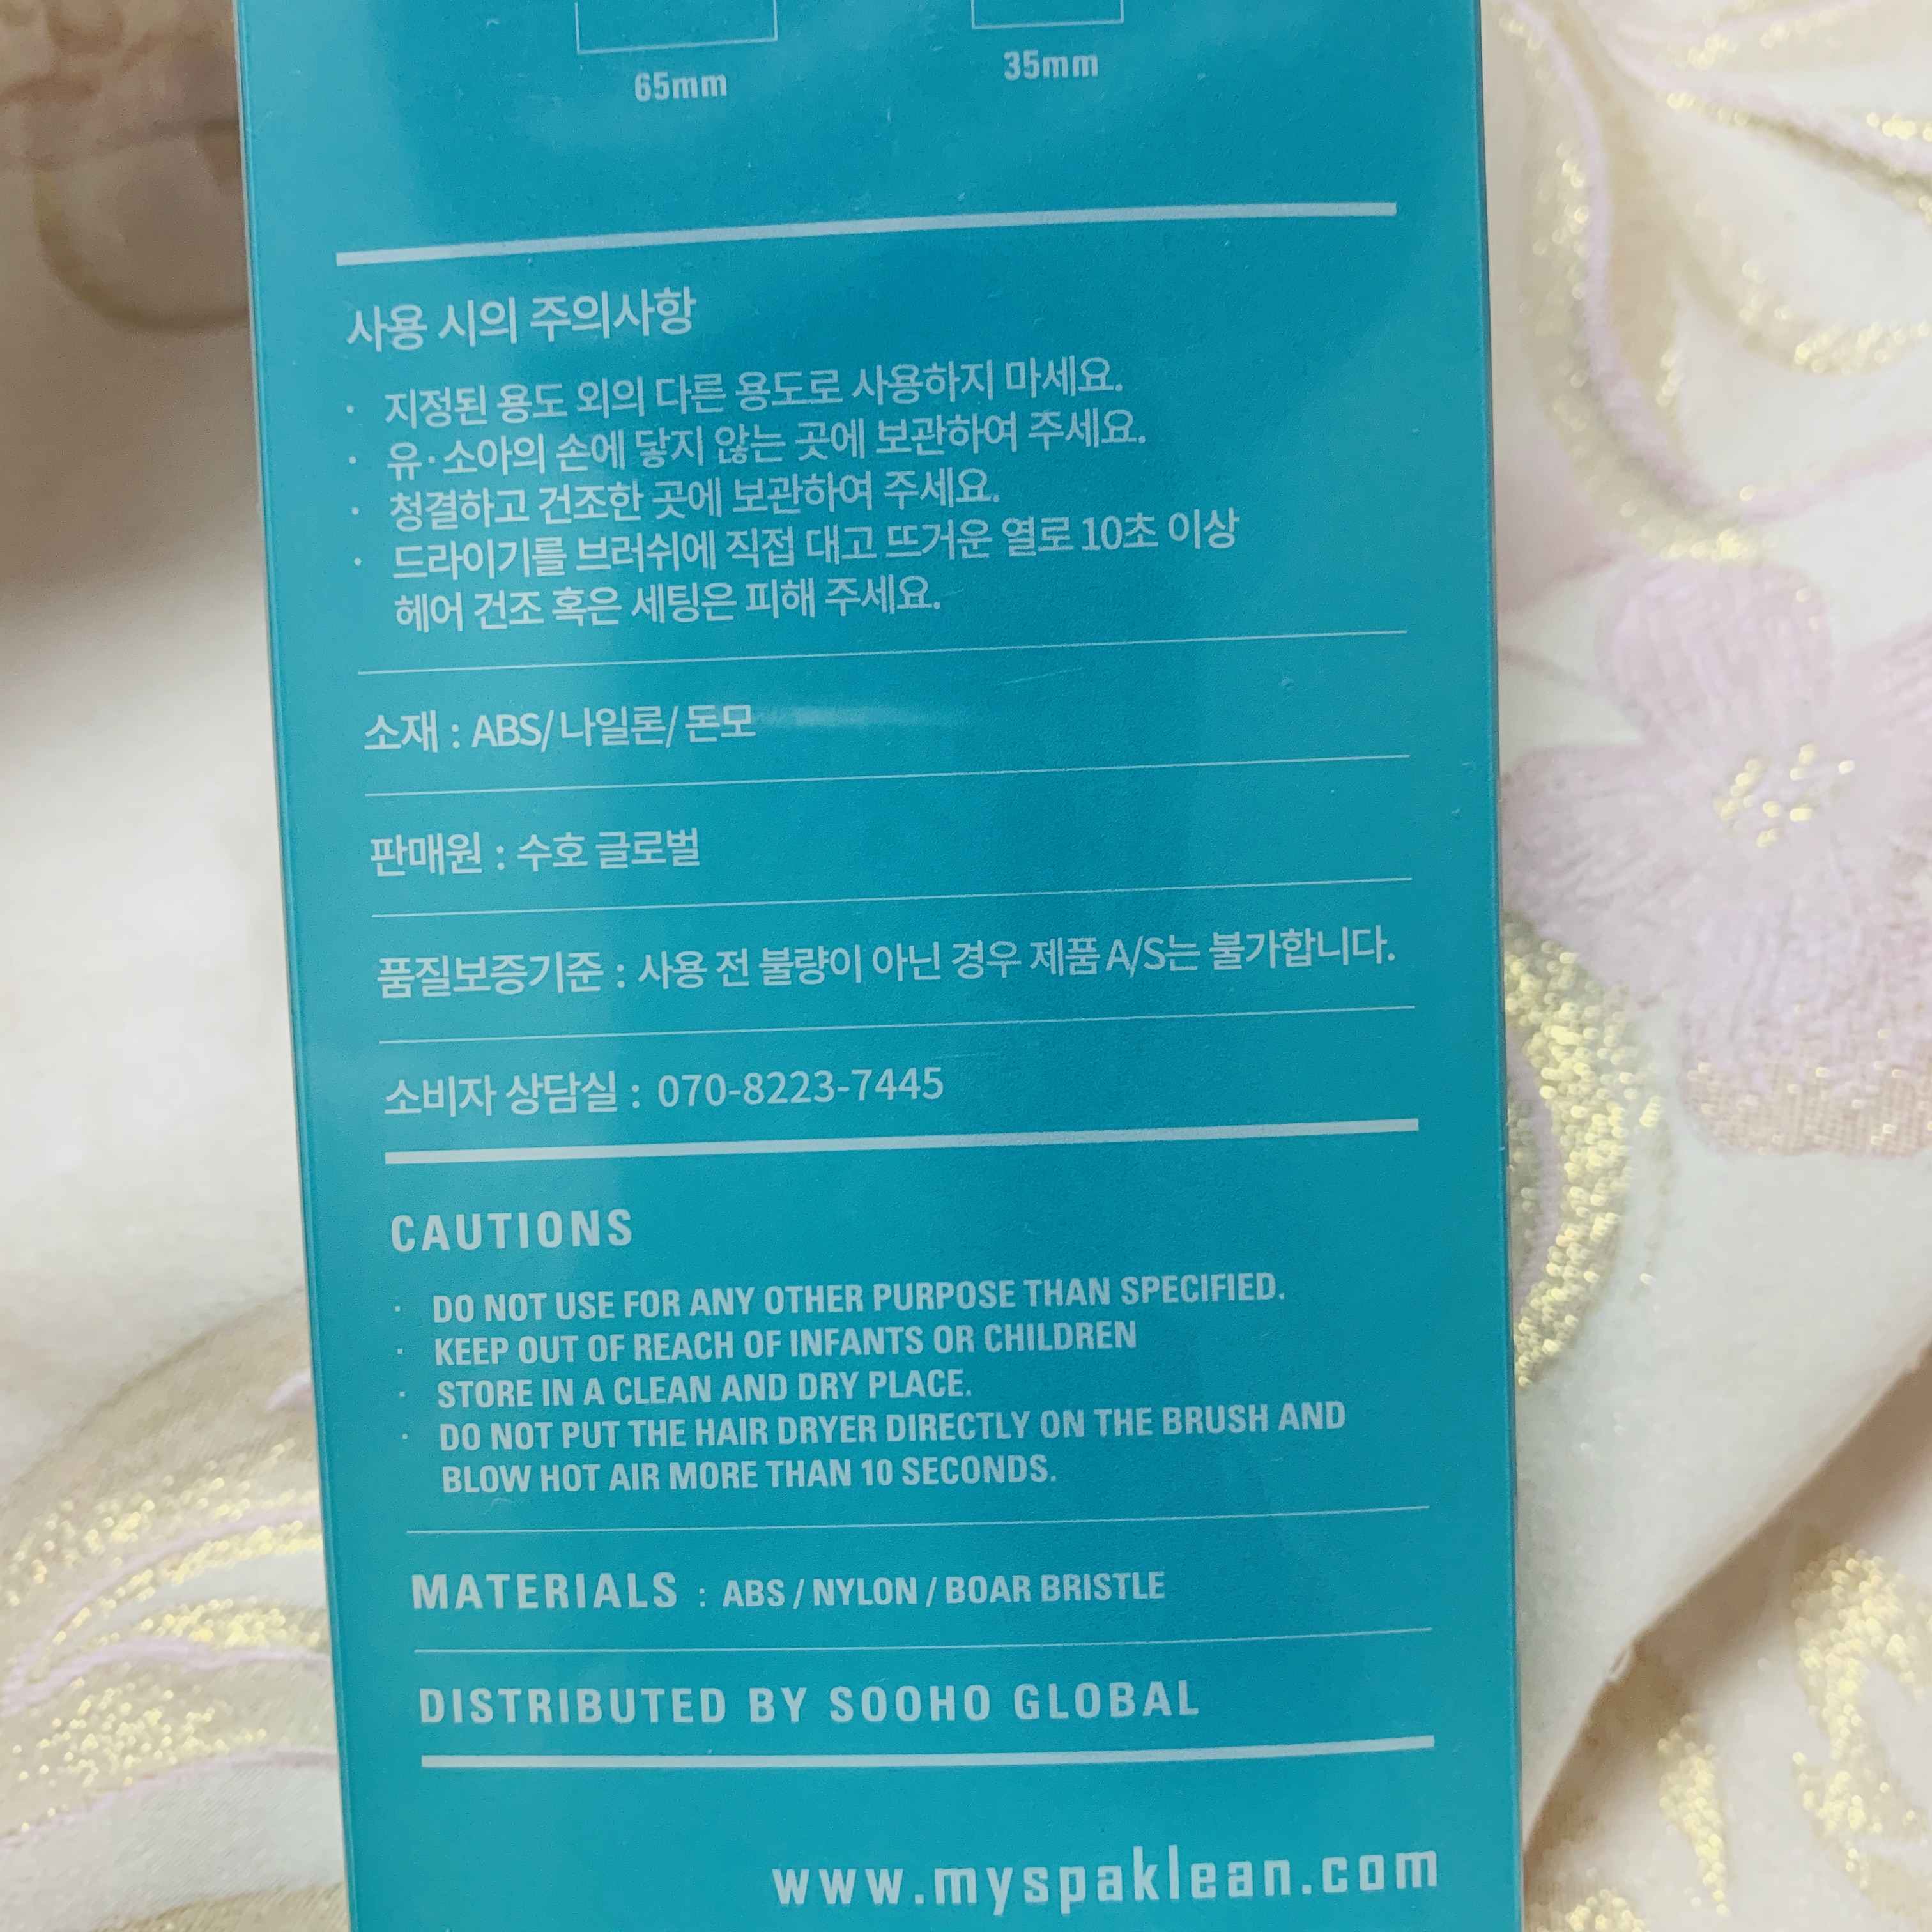 65mm 35mm
사용 시의 주의사항
· 지정된 용도 외의 다른 용도로 사용하지 마세요.
· 유·소아의 손에 닿지 않는 곳에 보관하여 주세요.
· 청결하고 건조한 곳에 보관하여 주세요.
· 드라이기를 브러쉬에 직접 대고 뜨거운 열로 10초 이상
헤어 건조 혹은 세팅은 피해 주세요.
소재 : ABS/나일론/돈모
판매원 : 수호 글로벌
품질보증기준 : 사용 전 불량이 아닌 경우 제품 A/S는 불가합니다.
소비자 상담실 : 070-8223-7445
CAUTIONS
· DO NOT USE FOR ANY OTHER PURPOSE THAN SPECIFIED.
· KEEP OUT OF REACH OF INFANTS OR CHILDREN
· STORE IN A CLEAN AND DRY PLACE.
· DO NOT PUT THE HAIR DRYER DIRECTLY ON THE BRUSH AND
BLOW HOT AIR MORE THAN 10 SECONDS.
MATERIALS : ABS / NYLON / BOAR BRISTLE
DISTRIBUTED BY SOOHO GLOBAL
www.myspaklean.com